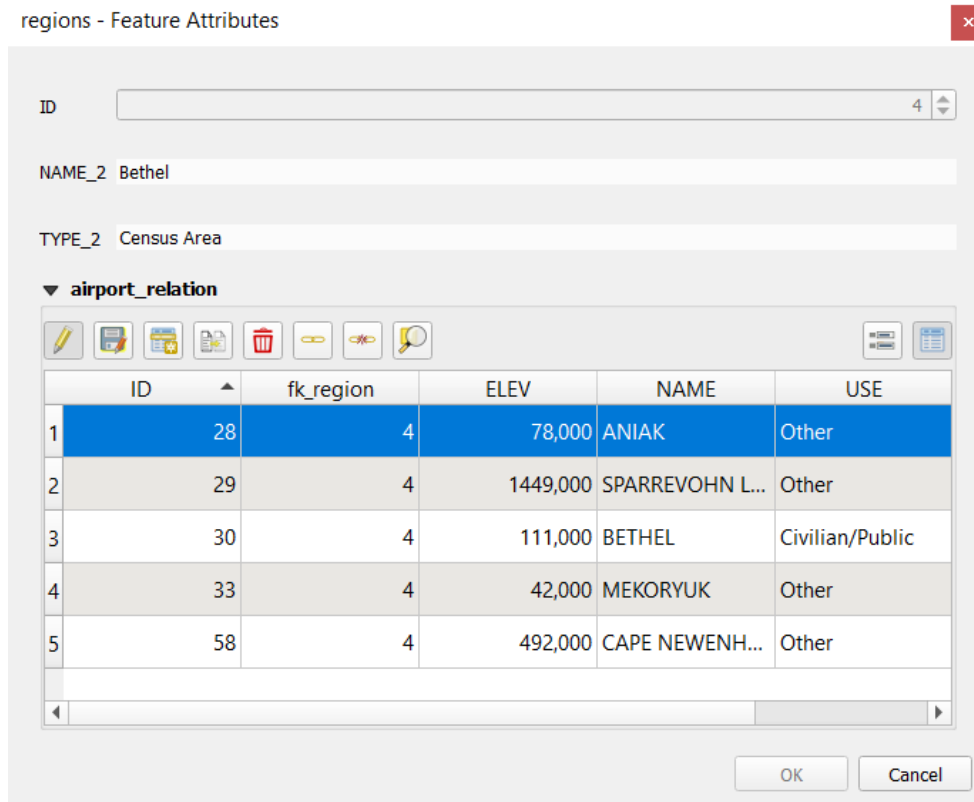 regions - Feature Attributes
ID 4
NAME_2 Bethel
TYPE_2 Census Area
airport_relation
ID fk_region ELEV NAME USE
1 28 4 78,000 ANIAK Other
2 29 4 1449,000 SPARREVOHN L... Other
3 30 4 111,000 BETHEL Civilian/Public
4 33 4 42,000 MEKORYUK Other
5 58 4 492,000 CAPE NEWENH... Other
OK Cancel